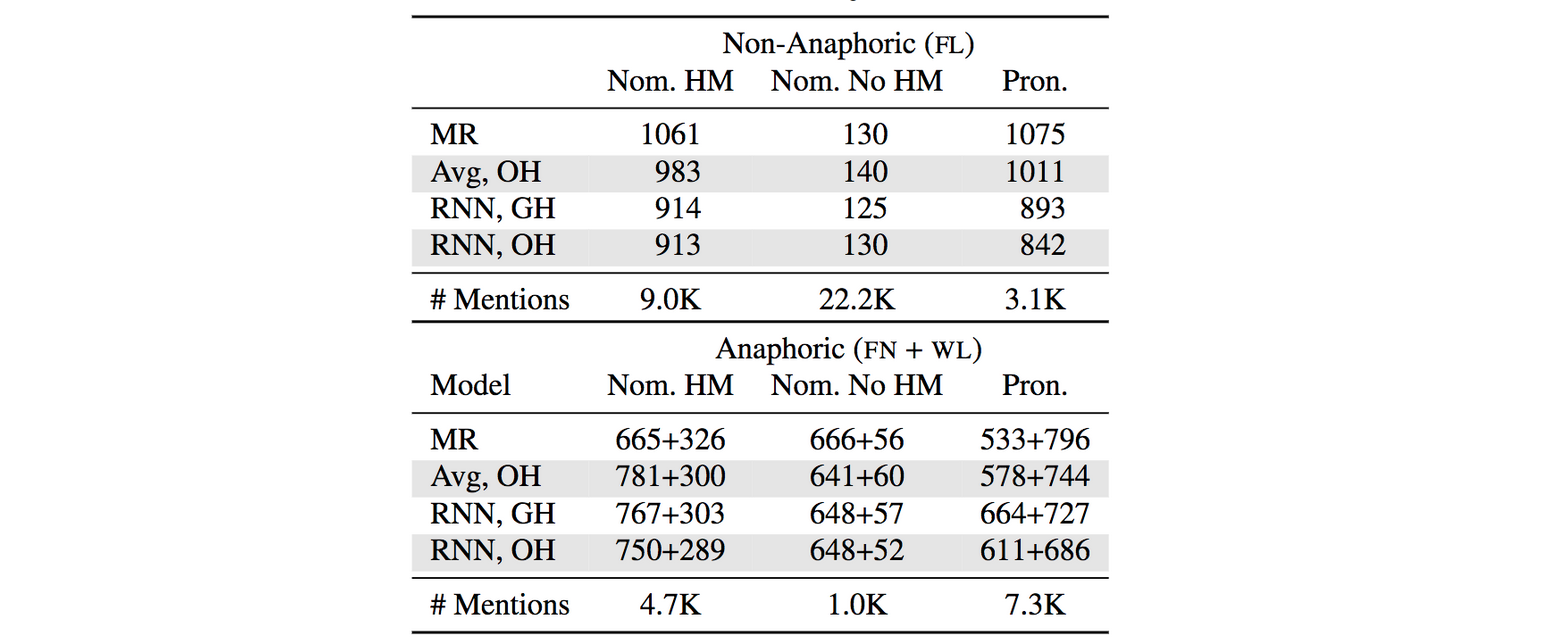 Non-Anaphoric (FL)
Nom. HM Nom. No HM Pron.
MR 1061 130 1075
Avg, OH 983 140 1011
RNN, GH 914 125 893
RNN, OH 913 130 842
# Mentions 9.0K 22.2K 3.1K
Anaphoric (FN + WL)
Model Nom. HM Nom. No HM Pron.
MR 665+326 666+56 533+796
Avg, OH 781+300 641+60 578+744
RNN, GH 767+303 648+57 664+727
RNN, OH 750+289 648+52 611+686
# Mentions 4.7K 1.0K 7.3K